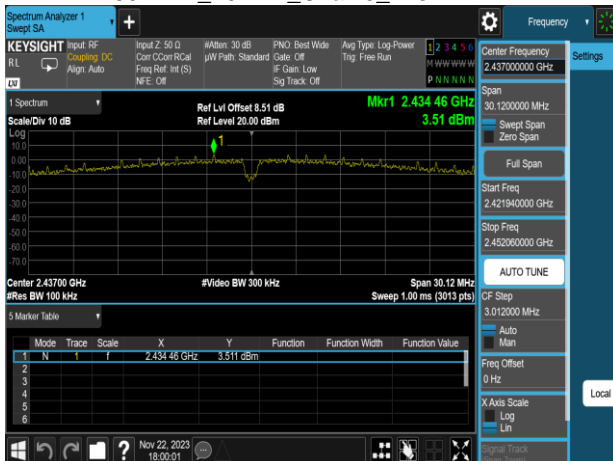 Spectrum Analyzer 1
Swept SA
+
Frequency
KEYSIGHT
RL
LXI
Input: RF
Coupling: DC
Align: Auto
Input Z: 50 Ω
Corr CCorr RCal
Freq Ref: Int (S)
NFE: Off
#Atten: 30 dB
µW Path: Standard
PNO: Best Wide
Gate: Off
IF Gain: Low
Sig Track: Off
Avg Type: Log-Power
Trig: Free Run
1 2 3 4 5 6
M W W W W W
P N N N N N
Center Frequency
2.437000000 GHz
Settings
Span
30.1200000 MHz
Swept Span
Zero Span
Full Span
Start Freq
2.421940000 GHz
Stop Freq
2.452060000 GHz
AUTO TUNE
CF Step
3.012000 MHz
Auto
Man
Freq Offset
0 Hz
X Axis Scale
Log
Lin
Signal Track
Local
1 Spectrum
Scale/Div 10 dB
Ref Lvl Offset 8.51 dB
Ref Level 20.00 dBm
Mkr1 2.434 46 GHz
3.51 dBm
Log
10.0
0.00
-10.0
-20.0
-30.0
-40.0
-50.0
-60.0
-70.0
1
Center 2.43700 GHz
#Res BW 100 kHz
#Video BW 300 kHz
Span 30.12 MHz
Sweep 1.00 ms (3013 pts)
5 Marker Table
Mode Trace Scale X Y Function Function Width Function Value
1 N 1 f 2.434 46 GHz 3.511 dBm
2
3
4
5
6
?
Nov 22, 2023
18:00:01